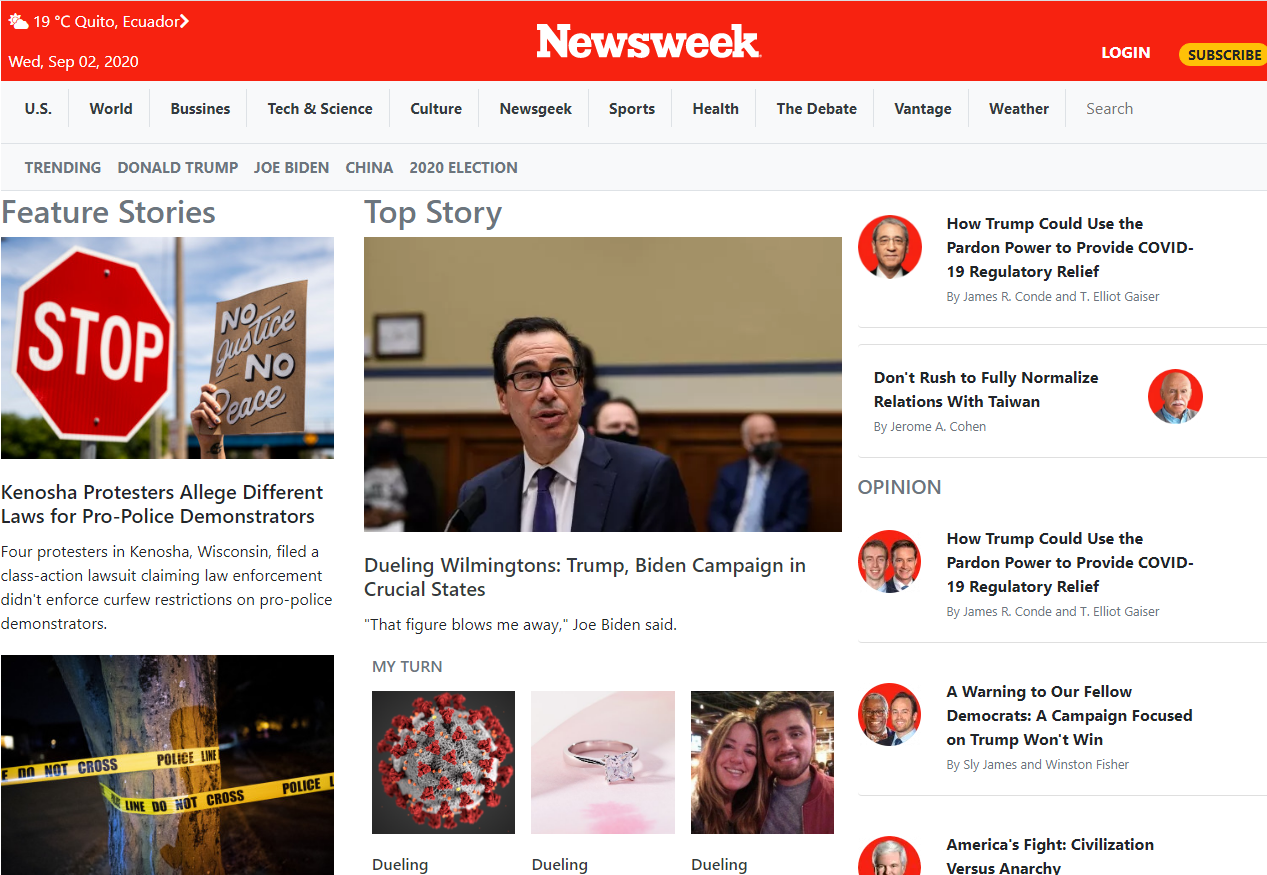 19 °C Quito, Ecuador
Wed, Sep 02, 2020
Newsweek
LOGIN
SUBSCRIBE
U.S.
World
Bussines
Tech & Science
Culture
Newsgeek
Sports
Health
The Debate
Vantage
Weather
Search
TRENDING
DONALD TRUMP
JOE BIDEN
CHINA
2020 ELECTION
Feature Stories
STOP
NO
Justice
NO
Peace
Kenosha Protesters Allege Different
Laws for Pro-Police Demonstrators
Four protesters in Kenosha, Wisconsin, filed a
class-action lawsuit claiming law enforcement
didn't enforce curfew restrictions on pro-police
demonstrators.
E DO NOT CROSS POLICE LINE
LINE DO NOT CROSS POLICE L
Top Story
Dueling Wilmingtons: Trump, Biden Campaign in
Crucial States
"That figure blows me away," Joe Biden said.
MY TURN
Dueling
Dueling
Dueling
How Trump Could Use the
Pardon Power to Provide COVID-
19 Regulatory Relief
By James R. Conde and T. Elliot Gaiser
Don't Rush to Fully Normalize
Relations With Taiwan
By Jerome A. Cohen
OPINION
How Trump Could Use the
Pardon Power to Provide COVID-
19 Regulatory Relief
By James R. Conde and T. Elliot Gaiser
A Warning to Our Fellow
Democrats: A Campaign Focused
on Trump Won't Win
By Sly James and Winston Fisher
America's Fight: Civilization
Versus Anarchy